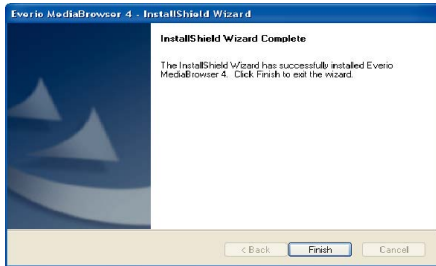 Everio MediaBrowser 4 - InstallShield Wizard
InstallShield Wizard Complete
The InstallShield Wizard has successfully installed Everio
MediaBrowser 4. Click Finish to exit the wizard.
< Back
Finish
Cancel